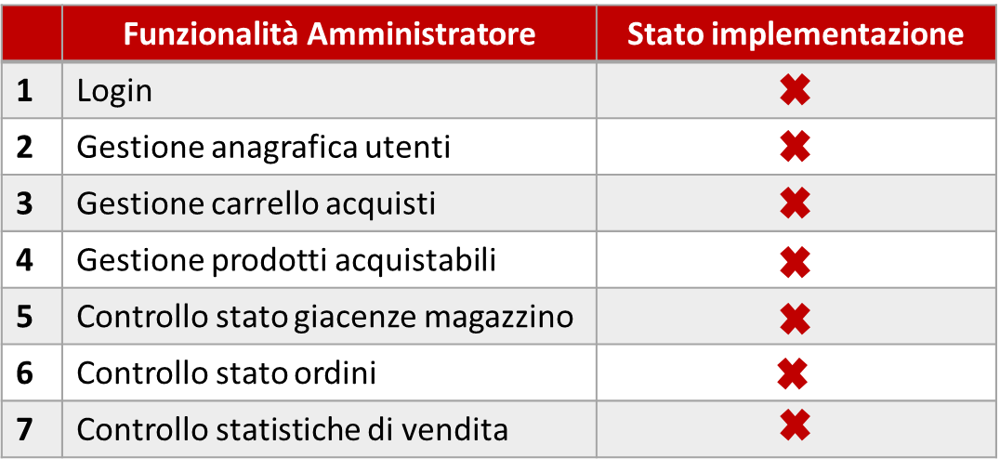 Funzionalità Amministratore Stato implementazione
1 Login ✖
2 Gestione anagrafica utenti ✖
3 Gestione carrello acquisti ✖
4 Gestione prodotti acquistabili ✖
5 Controllo stato giacenze magazzino ✖
6 Controllo stato ordini ✖
7 Controllo statistiche di vendita ✖